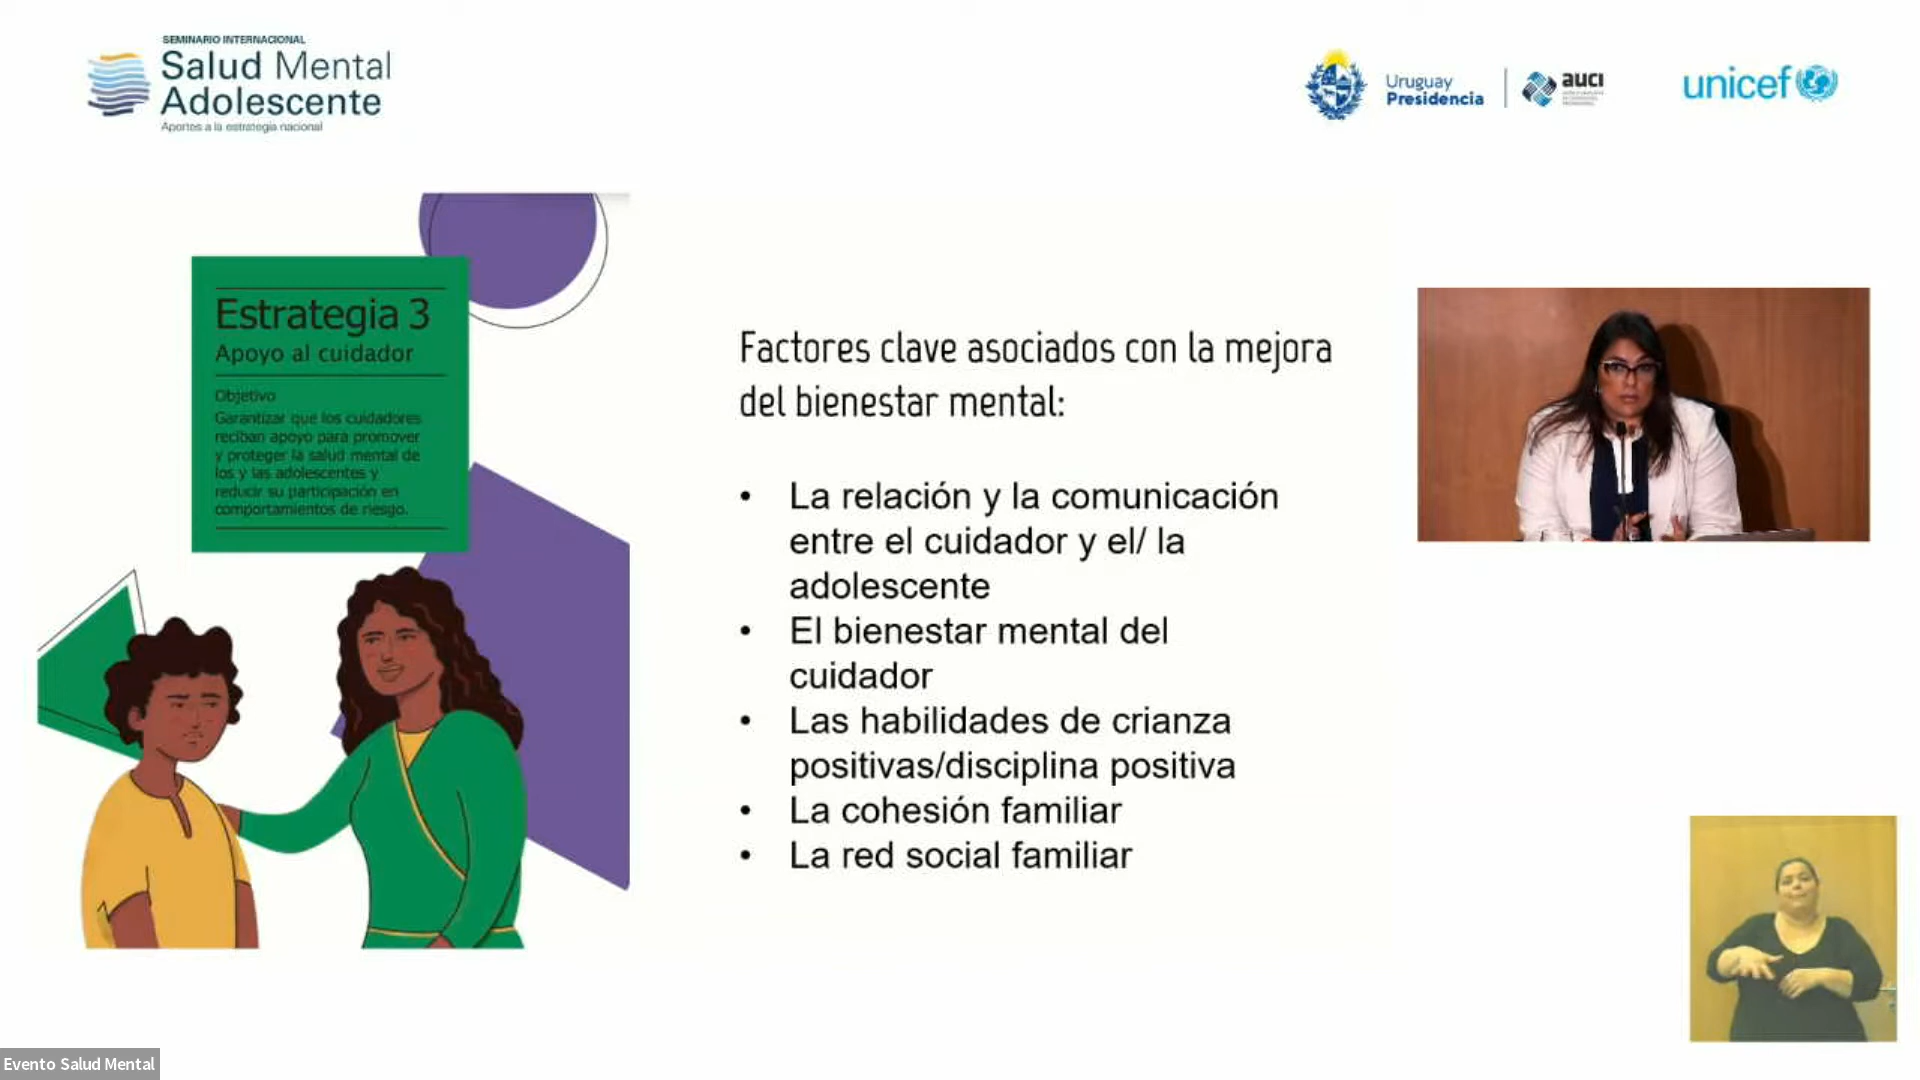 SEMINARIO INTERNACIONAL
Salud Mental
Adolescente
Aportes a la estrategia nacional
Uruguay
Presidencia
auci
unicef
Estrategia 3
Apoyo al cuidador
Objetivo
Garantizar que los cuidadores
reciban apoyo para promover
y proteger la salud mental de
los y las adolescentes y
reducir su participación en
comportamientos de riesgo.
Factores clave asociados con la mejora
del bienestar mental:
• La relación y la comunicación
entre el cuidador y el/ la
adolescente
• El bienestar mental del
cuidador
• Las habilidades de crianza
positivas/disciplina positiva
• La cohesión familiar
• La red social familiar
Evento Salud Mental